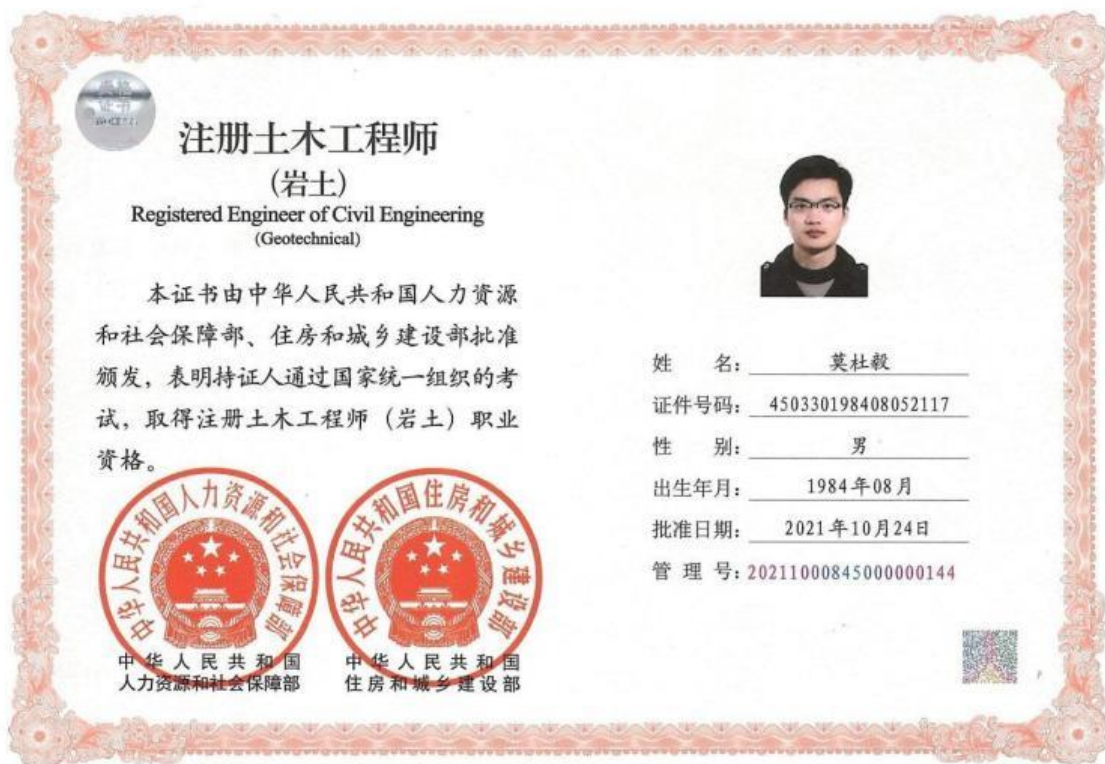 注册土木工程师
(岩土)
Registered Engineer of Civil Engineering
(Geotechnical)
本证书由中华人民共和国人力资源
和社会保障部、住房和城乡建设部批准
颁发，表明持证人通过国家统一组织的考
试，取得注册土木工程师（岩土）职业
资格。
中华人民共和国人力资源和社会保障部
中华人民共和国住房和城乡建设部
中华人民共和国
人力资源和社会保障部
中华人民共和国
住房和城乡建设部
姓 名：莫杜毅
证件号码：450330198408052117
性 别：男
出生年月：1984年08月
批准日期：2021年10月24日
管 理 号：20211000845000000144
P